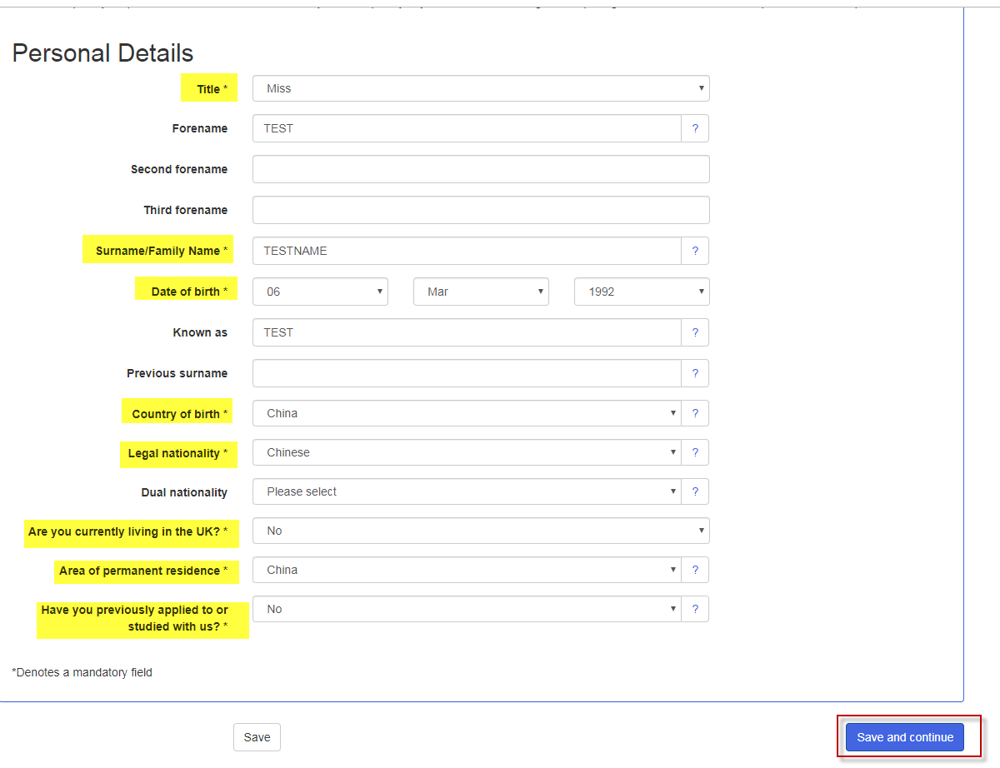 Personal Details
Title * Miss
Forename TEST ?
Second forename
Third forename
Surname/Family Name * TESTNAME ?
Date of birth * 06 Mar 1992
Known as TEST ?
Previous surname ?
Country of birth * China ?
Legal nationality * Chinese ?
Dual nationality Please select ?
Are you currently living in the UK? * No
Area of permanent residence * China ?
Have you previously applied to or No ?
studied with us? *
*Denotes a mandatory field
Save Save and continue